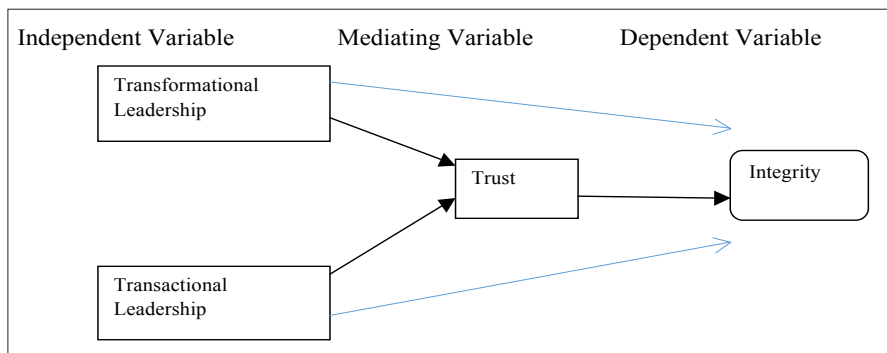 Independent Variable
Mediating Variable
Dependent Variable
Transformational
Leadership
Trust
Integrity
Transactional
Leadership